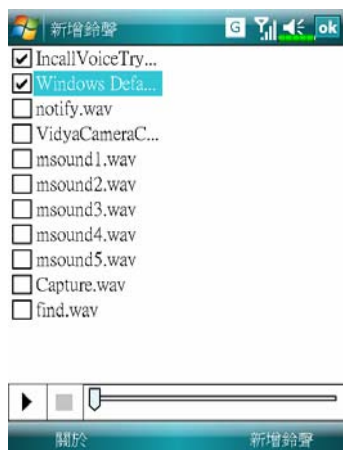 新增鈴聲 G ok
IncallVoiceTry...
Windows Defa...
notify.wav
VidyaCameraC...
msound1.wav
msound2.wav
msound3.wav
msound4.wav
msound5.wav
Capture.wav
find.wav
關於 新增鈴聲